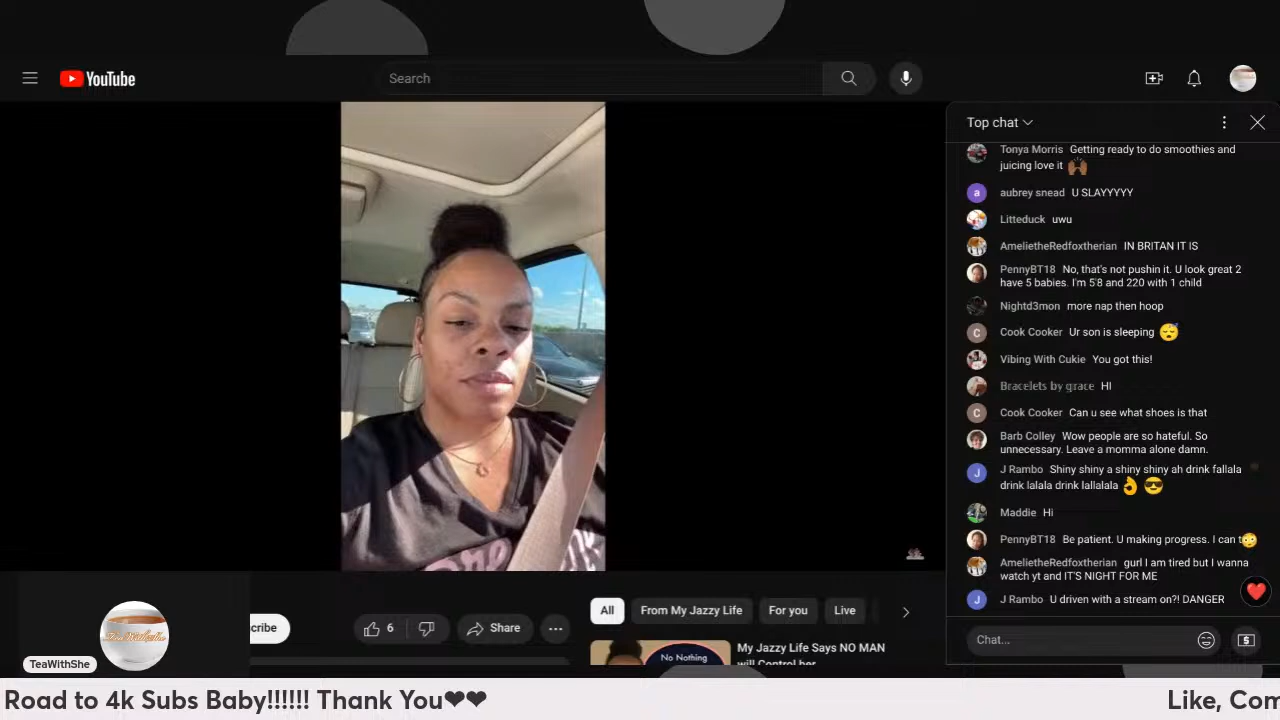 YouTube
Search
Top chat
Tonya Morris Getting ready to do smoothies and
juicing love it 🙌🏾
a
aubrey snead U SLAYYYYY
Litteduck uwu
AmelietheRedfoxtherian IN BRITAN IT IS
PennyBT18 No, that's not pushin it. U look great 2
have 5 babies. I'm 5'8 and 220 with 1 child
Nightd3mon more nap then hoop
C
Cook Cooker Ur son is sleeping 😴
Vibing With Cukie You got this!
Bracelets by grace HI
C
Cook Cooker Can u see what shoes is that
Barb Colley Wow people are so hateful. So
unnecessary. Leave a momma alone damn.
J
J Rambo Shiny shiny a shiny shiny ah drink fallala
drink lalala drink lallalala 👌 😎
Maddie Hi
PennyBT18 Be patient. U making progress. I can t😳
AmelietheRedfoxtherian gurl I am tired but I wanna
watch yt and IT'S NIGHT FOR ME
J
J Rambo U driven with a stream on?! DANGER
Chat...
cribe
6
Share
All
From My Jazzy Life
For you
Live
No Nothing
My Jazzy Life Says NO MAN
will Control her
TeaWithShe
TeaWithShe
Road to 4k Subs Baby!!!!!! Thank You❤❤
Like, Com